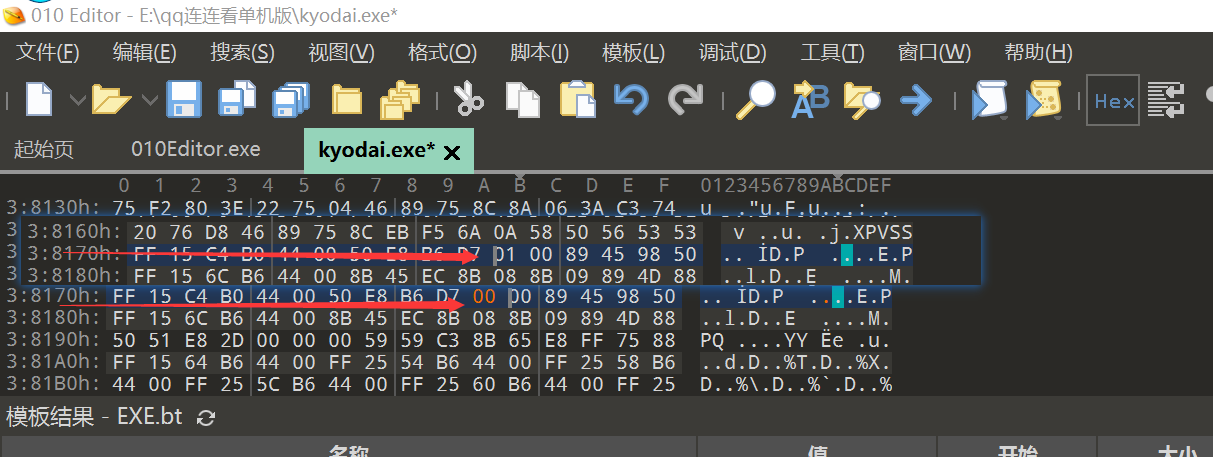 010 Editor - E:\qq连连看单机版\kyodai.exe*
文件(F) 编辑(E) 搜索(S) 视图(V) 格式(O) 脚本(I) 模板(L) 调试(D) 工具(T) 窗口(W) 帮助(H)
Hex
起始页 010Editor.exe kyodai.exe*
0 1 2 3 4 5 6 7 8 9 A B C D E F 0123456789ABCDEF
3:8130h: 75 F2 80 3E 22 75 04 46 89 75 8C 8A 06 3A C3 74 u .."u.F.u...:..
3:8160h: 20 76 D8 46 89 75 8C EB F5 6A 0A 58 50 56 53 53 v ..u. .j.XPVSS
3:8170h: FF 15 C4 B0 44 00 50 E8 B6 D7 01 00 89 45 98 50 .. İD.P ....E.P
3:8180h: FF 15 6C B6 44 00 8B 45 EC 8B 08 8B 09 89 4D 88 ..l.D..E ....M.
3:8170h: FF 15 C4 B0 44 00 50 E8 B6 D7 00 00 89 45 98 50 .. İD.P ....E.P
3:8180h: FF 15 6C B6 44 00 8B 45 EC 8B 08 8B 09 89 4D 88 ..l.D..E ....M.
3:8190h: 50 51 E8 2D 00 00 00 59 59 C3 8B 65 E8 FF 75 88 PQ ....YY Ëe .u.
3:81A0h: FF 15 64 B6 44 00 FF 25 54 B6 44 00 FF 25 58 B6 ..d.D..%T.D..%X.
3:81B0h: 44 00 FF 25 5C B6 44 00 FF 25 60 B6 44 00 FF 25 D..%\.D..%`.D..%
模板结果 - EXE.bt
名称 值 开始 大小